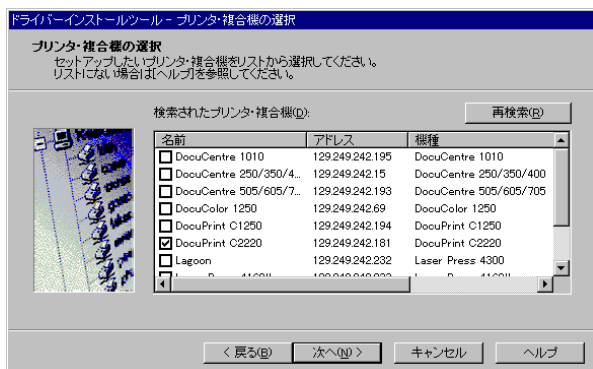 ドライバーインストールツール - プリンタ・複合機の選択
プリンタ・複合機の選択
セットアップしたいプリンタ・複合機をリストから選択してください。
リストにない場合は[ヘルプ]を参照してください。
検索されたプリンタ・複合機(D):
再検索(R)
名前 アドレス 機種
DocuCentre 1010 129.249.242.195 DocuCentre 1010
DocuCentre 250/350/4... 129.249.242.15 DocuCentre 250/350/400
DocuCentre 505/605/7... 129.249.242.193 DocuCentre 505/605/705
DocuColor 1250 129.249.242.69 DocuColor 1250
DocuPrint C1250 129.249.242.194 DocuPrint C1250
DocuPrint C2220 129.249.242.181 DocuPrint C2220
Lagoon 129.249.242.232 Laser Press 4300
< 戻る(B) 次へ(N) > キャンセル ヘルプ